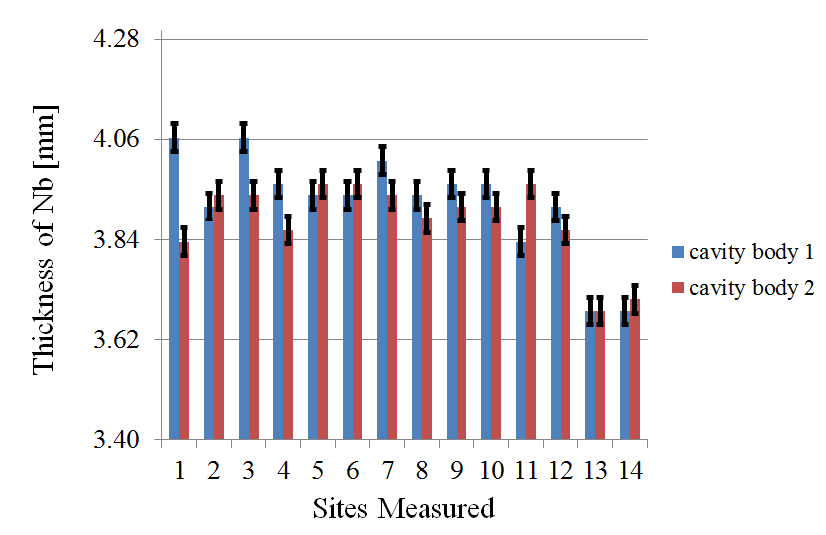 4.28
4.06
3.84
3.62
3.40
Thickness of Nb [mm]
1 2 3 4 5 6 7 8 9 10 11 12 13 14
Sites Measured
cavity body 1
cavity body 2